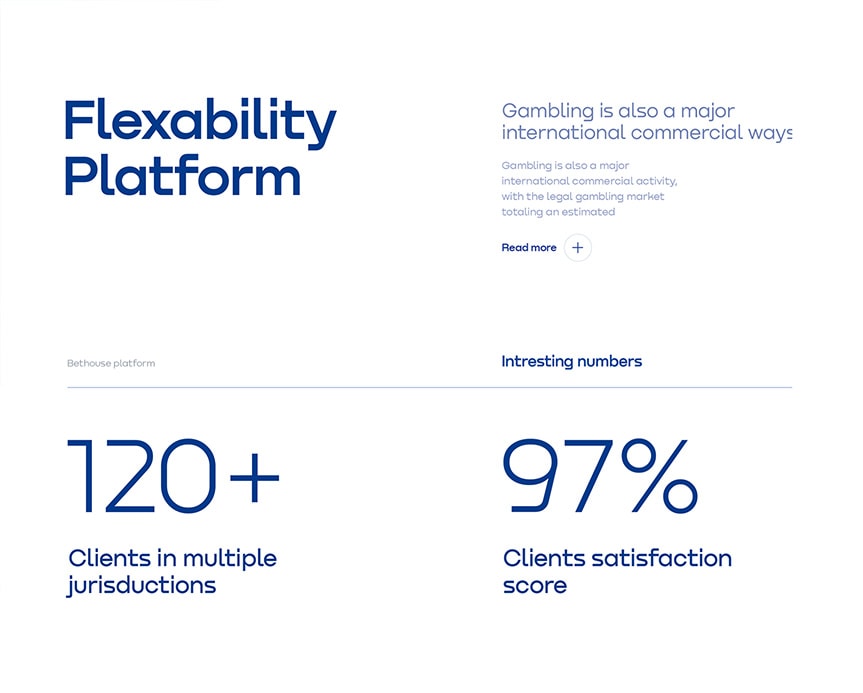 Flexability
Platform
Gambling is also a major
international commercial ways
Gambling is also a major
international commercial activity,
with the legal gambling market
totaling an estimated
Read more
Bethouse platform
Intresting numbers
120+
97%
Clients in multiple
jurisductions
Clients satisfaction
score